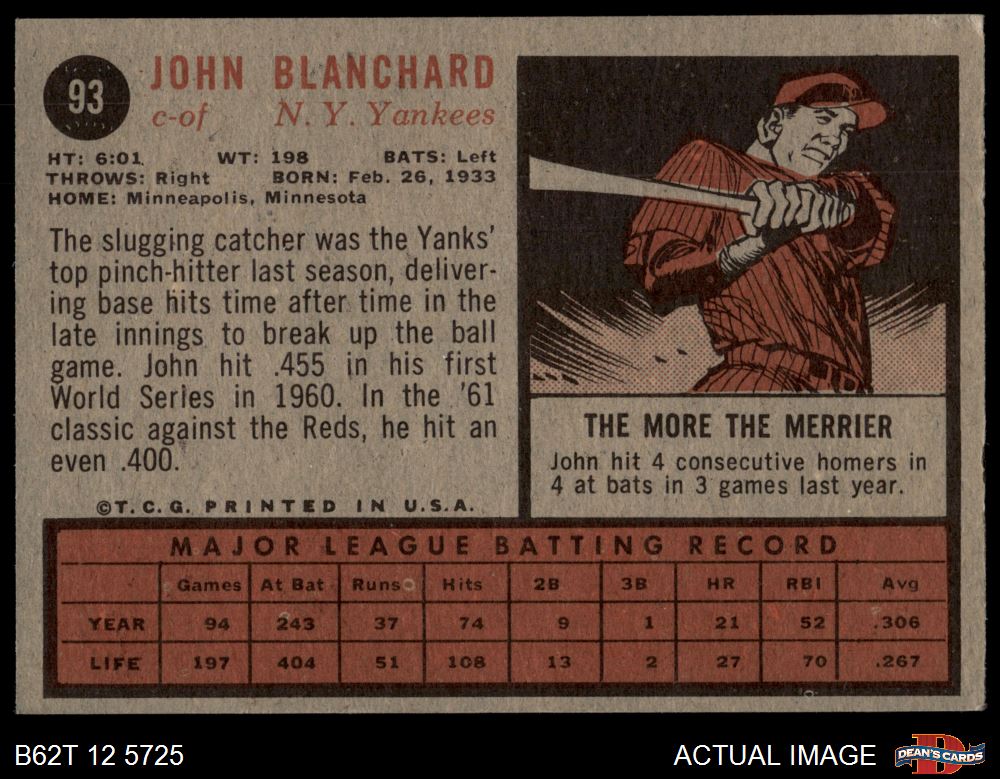 93
JOHN BLANCHARD
c-of N. Y. Yankees
HT: 6:01 WT: 198 BATS: Left
THROWS: Right BORN: Feb. 26, 1933
HOME: Minneapolis, Minnesota
The slugging catcher was the Yanks'
top pinch-hitter last season, deliver-
ing base hits time after time in the
late innings to break up the ball
game. John hit .455 in his first
World Series in 1960. In the '61
classic against the Reds, he hit an
even .400.
©T.C.G. PRINTED IN U.S.A.
THE MORE THE MERRIER
John hit 4 consecutive homers in
4 at bats in 3 games last year.
MAJOR LEAGUE BATTING RECORD
Games At Bat Runs Hits 2B 3B HR RBI Avg
YEAR 94 243 37 74 9 1 21 52 .306
LIFE 197 404 51 108 13 2 27 70 .267
B62T 12 5725 ACTUAL IMAGE
D
DEAN'S CARDS